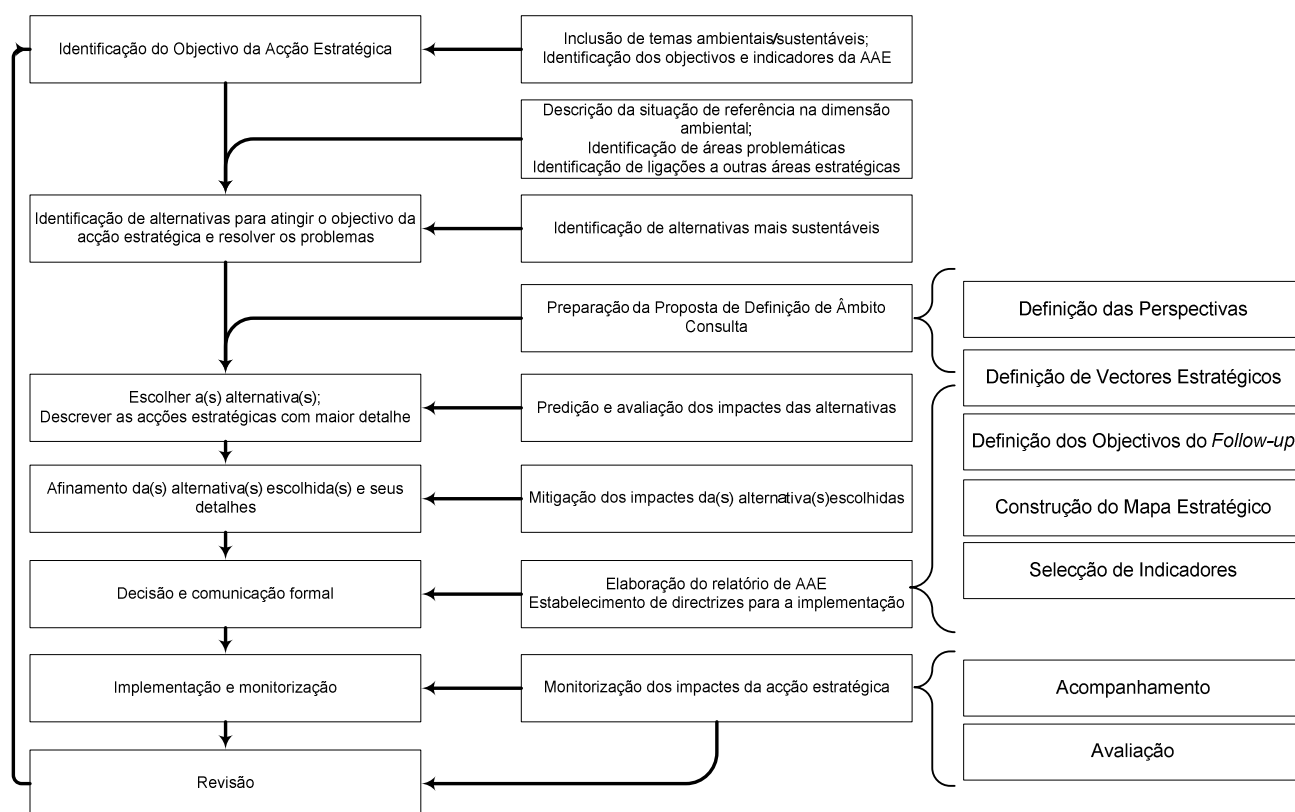 Identificação do Objectivo da Acção Estratégica
Inclusão de temas ambientais/sustentáveis;
Identificação dos objectivos e indicadores da AAE
Descrição da situação de referência na dimensão
ambiental;
Identificação de áreas problemáticas
Identificação de ligações a outras áreas estratégicas
Identificação de alternativas para atingir o objectivo da
acção estratégica e resolver os problemas
Identificação de alternativas mais sustentáveis
Preparação da Proposta de Definição de Âmbito
Consulta
Definição das Perspectivas
Definição de Vectores Estratégicos
Escolher a(s) alternativa(s);
Descrever as acções estratégicas com maior detalhe
Predição e avaliação dos impactes das alternativas
Definição dos Objectivos do Follow-up
Afinamento da(s) alternativa(s) escolhida(s) e seus
detalhes
Mitigação dos impactes da(s) alternativa(s)escolhidas
Construção do Mapa Estratégico
Selecção de Indicadores
Decisão e comunicação formal
Elaboração do relatório de AAE
Estabelecimento de directrizes para a implementação
Implementação e monitorização
Monitorização dos impactes da acção estratégica
Acompanhamento
Avaliação
Revisão